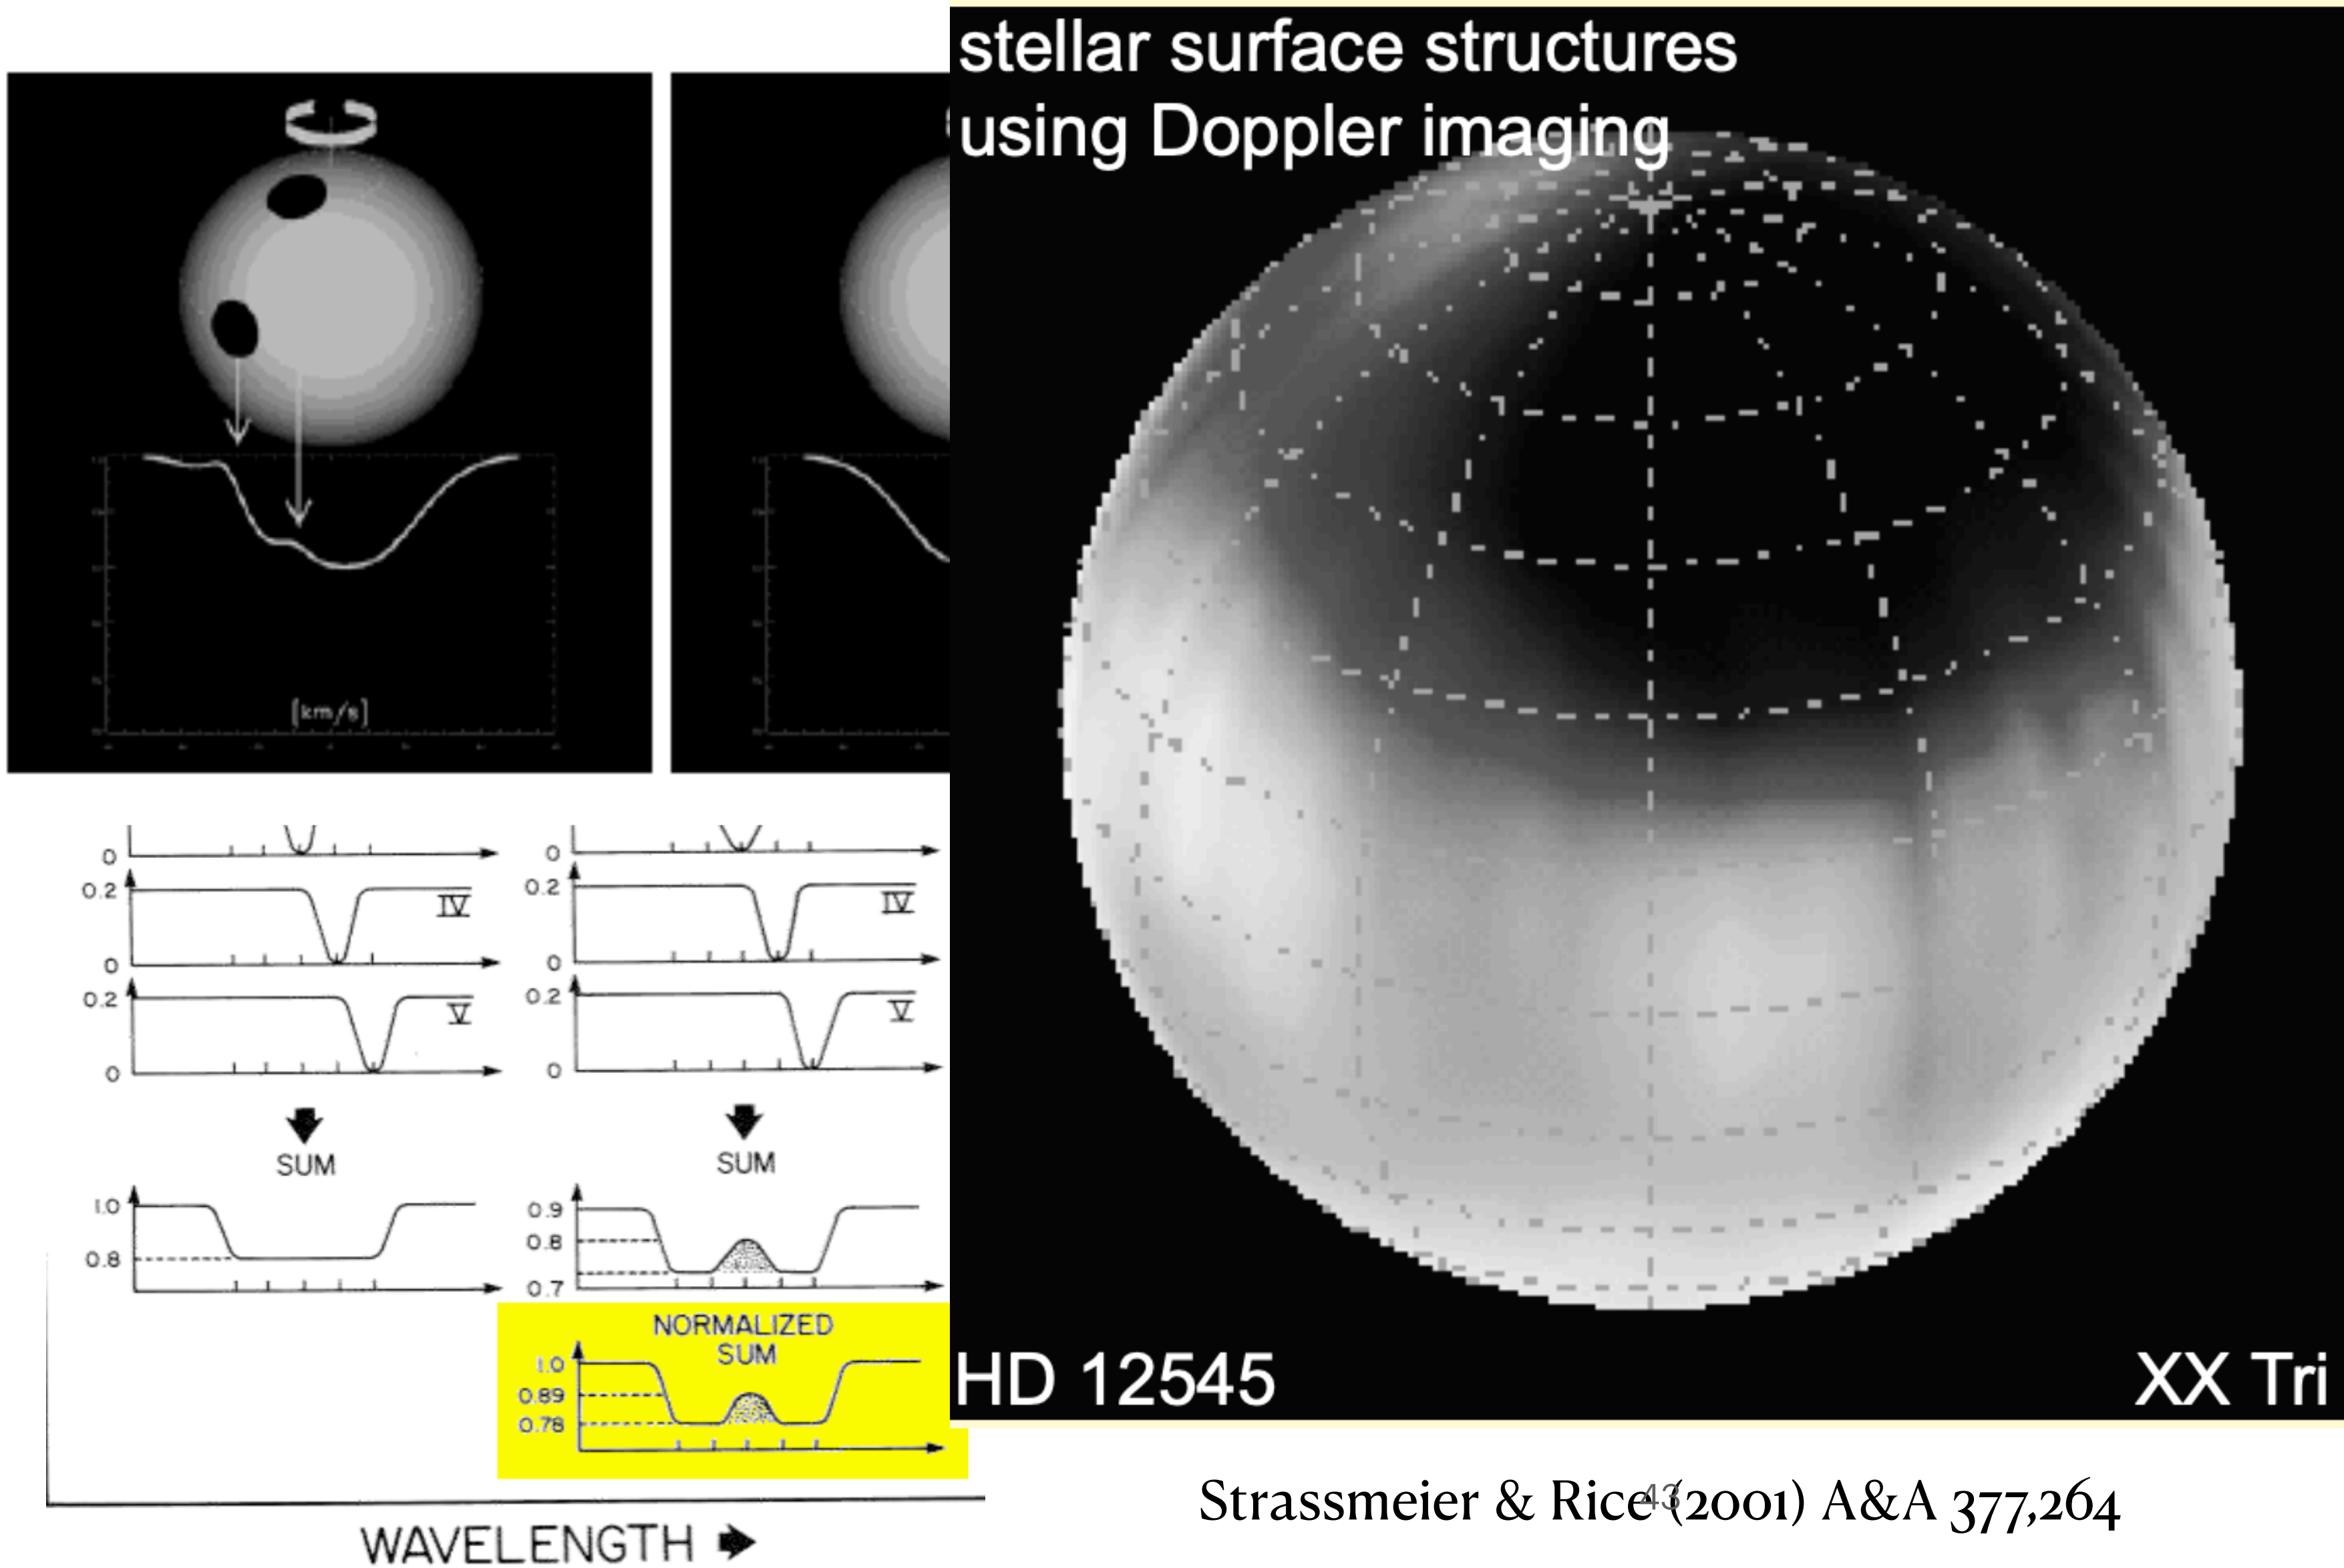 stellar surface structures
using Doppler imaging
[km/s]
0
0
0.2
IV
0
0.2
IV
0
0.2
V
0
0.2
V
0
SUM
SUM
1.0
0.8
0.9
0.8
0.7
NORMALIZED
SUM
1.0
0.89
0.78
WAVELENGTH
HD 12545
XX Tri
Strassmeier & Rice (2001) A&A 377,264
43